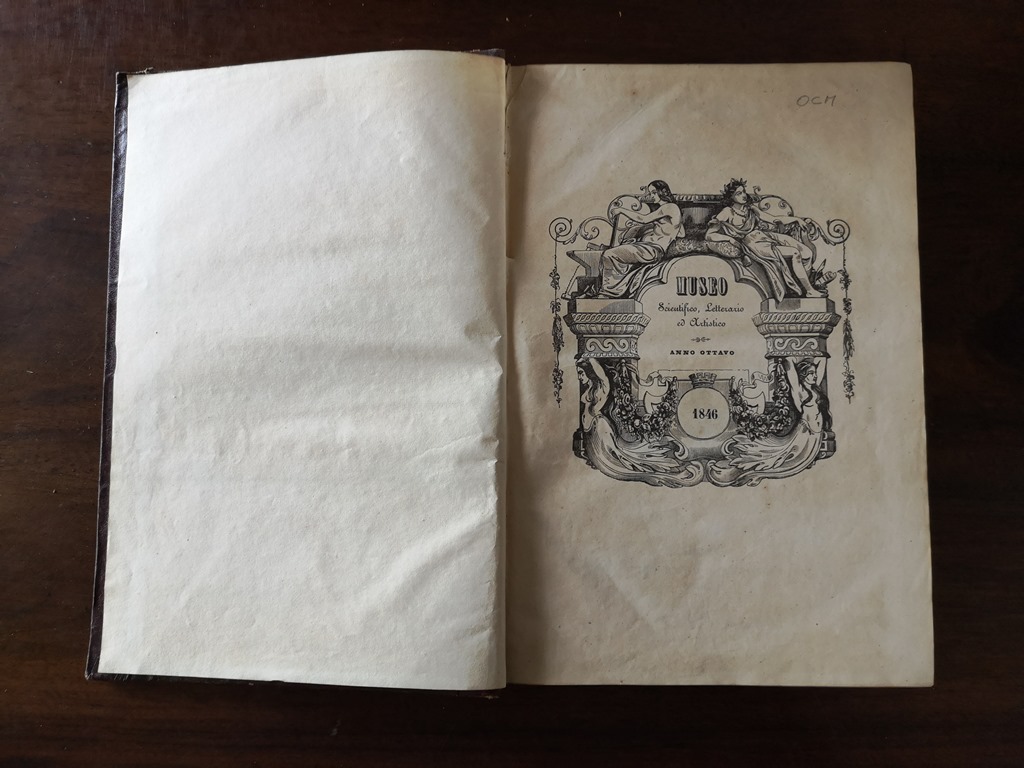 OCM
MUSEO
Scientifico, Letterario
ed Artistico
ANNO OTTAVO
1846